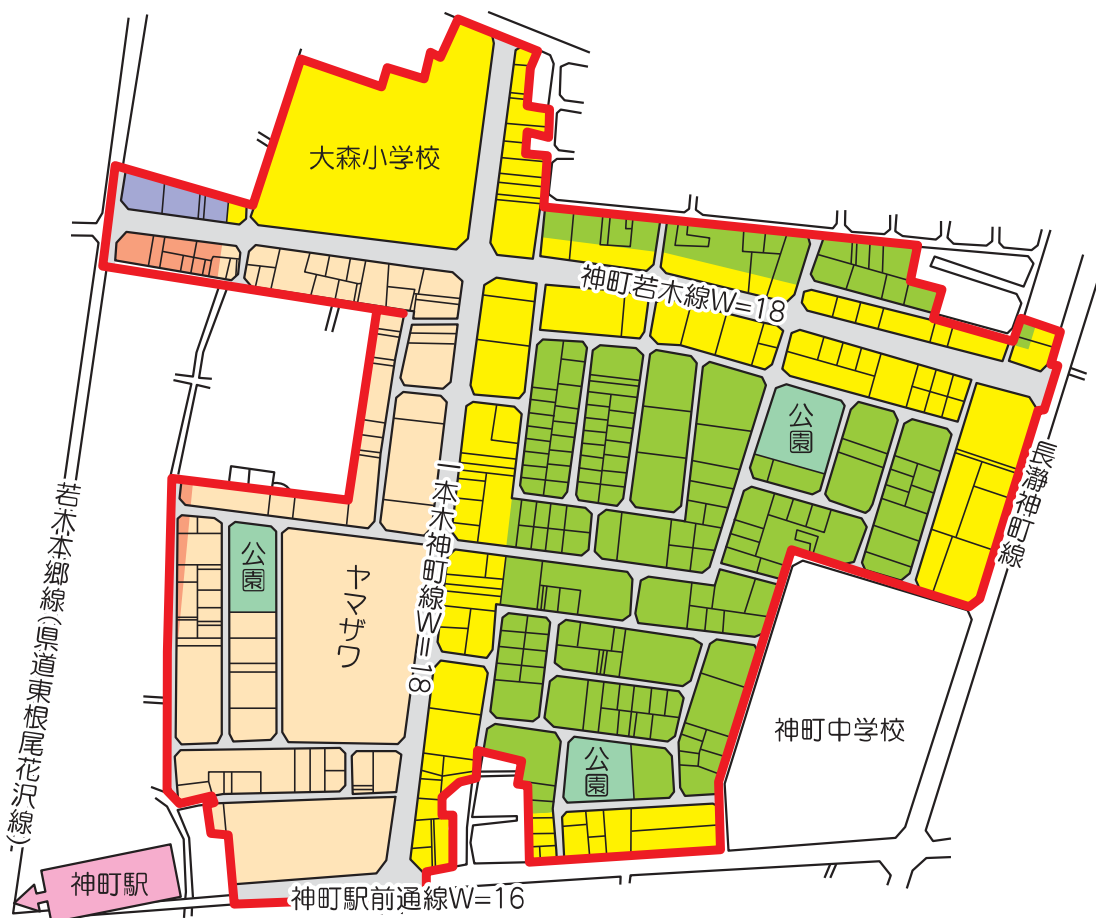 大森小学校
神町若木線W=18
公園
長瀞神町線
一本木神町線W=18
若木本郷線(県道東根尾花沢線)
公園
ヤマザワ
神町中学校
公園
神町駅
神町駅前通線W=16